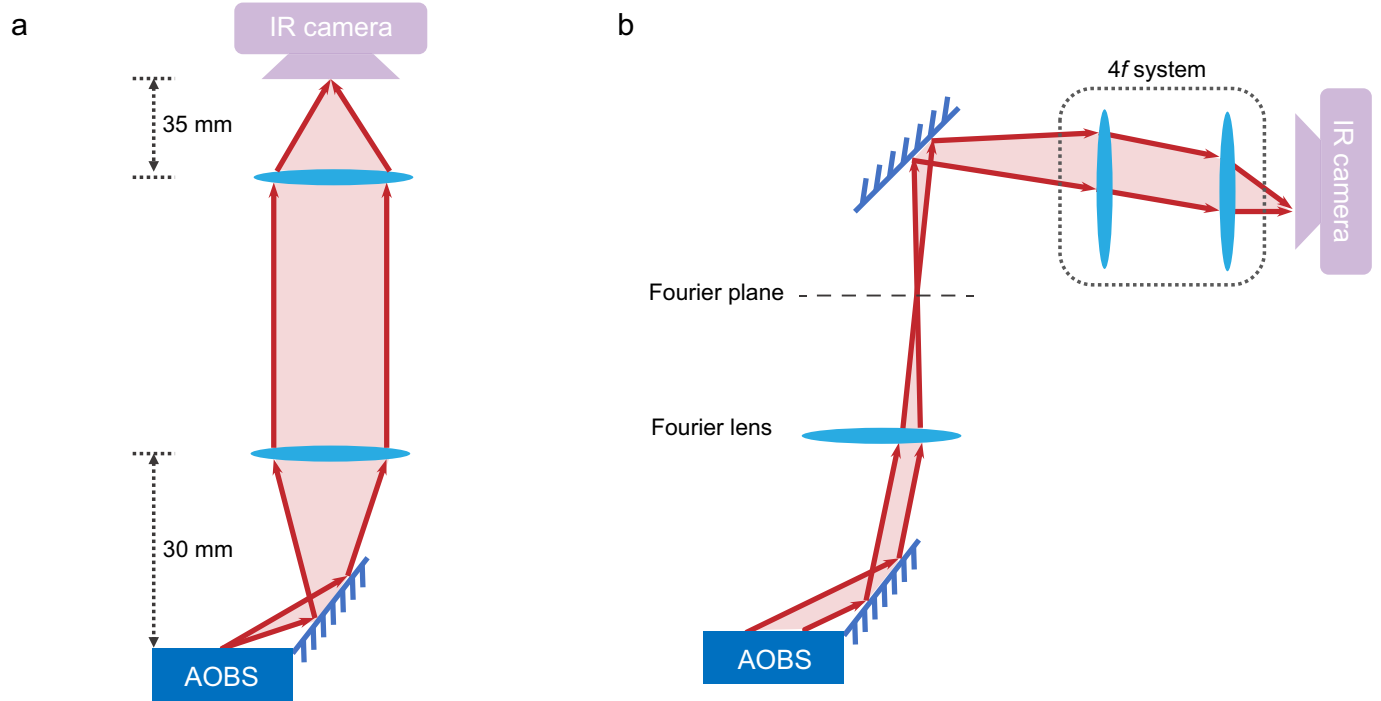 a
IR camera
35 mm
30 mm
AOBS
b
4f system
IR camera
Fourier plane
Fourier lens
AOBS